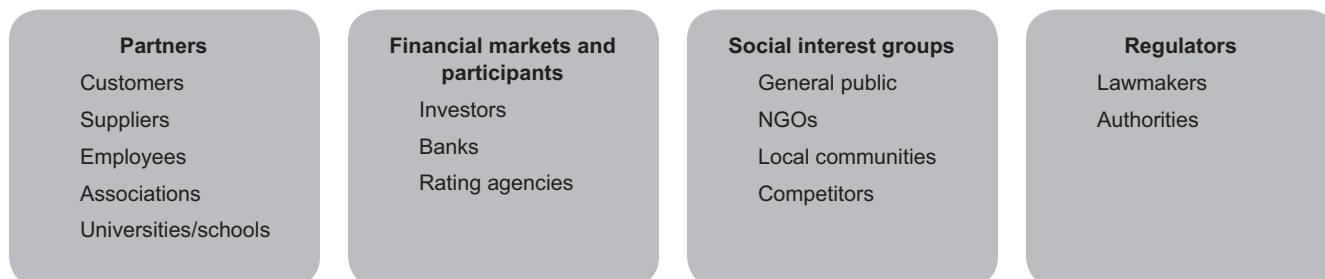 Partners
Customers
Suppliers
Employees
Associations
Universities/schools
Financial markets and
participants
Investors
Banks
Rating agencies
Social interest groups
General public
NGOs
Local communities
Competitors
Regulators
Lawmakers
Authorities